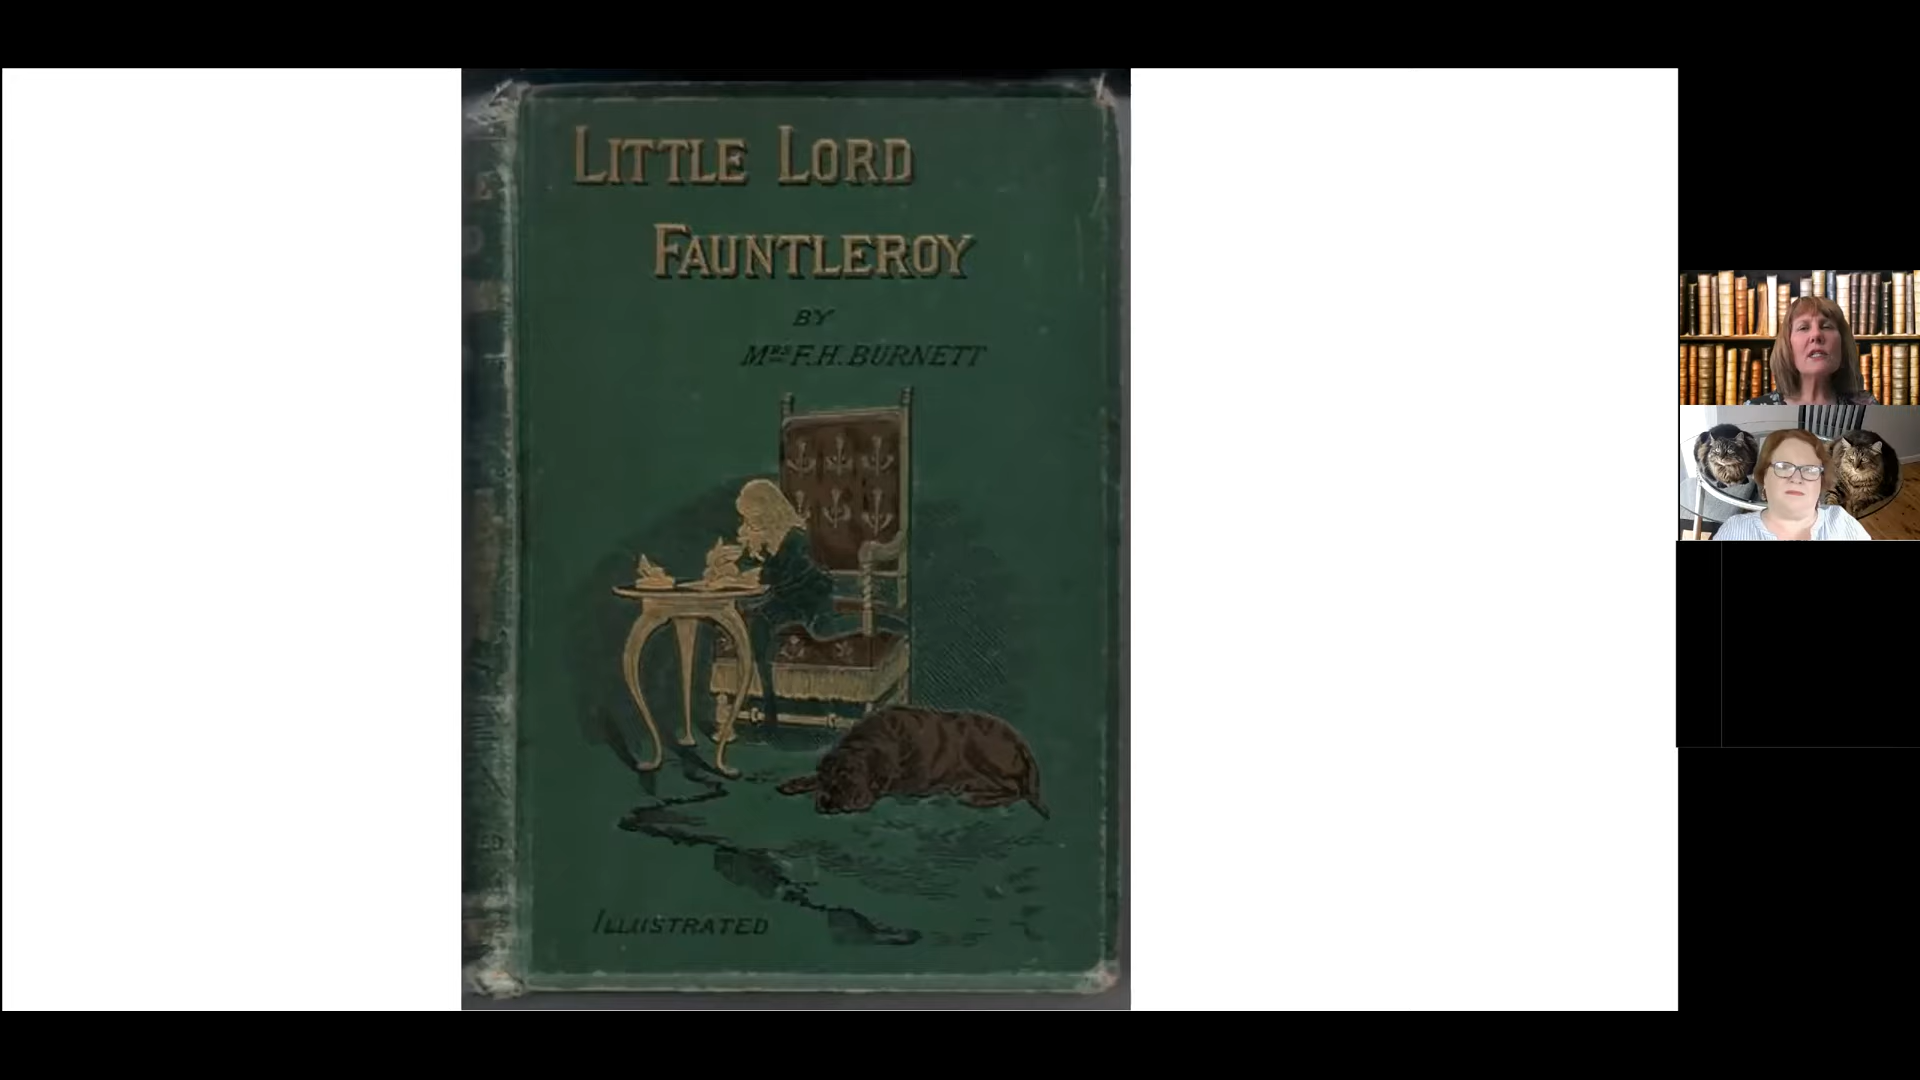 LITTLE LORD
FAUNTLEROY
BY
MRS F. H. BURNETT
ILLUSTRATED